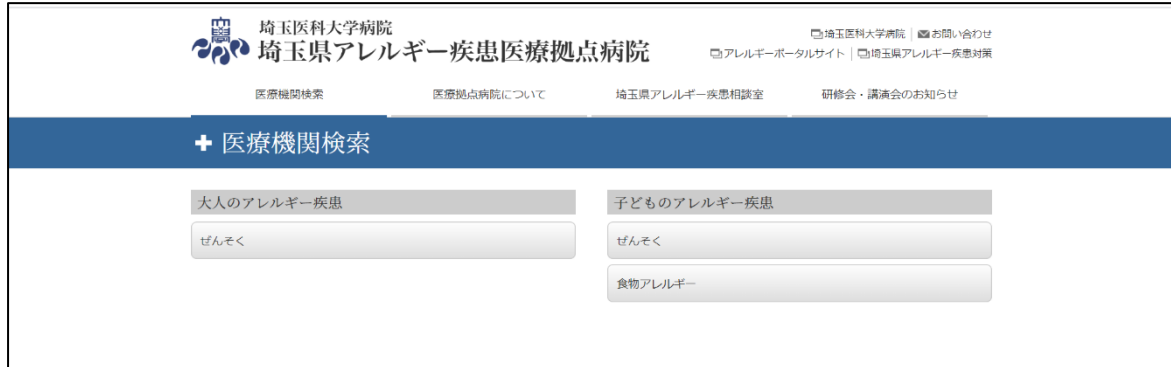 埼玉医科大学病院
埼玉県アレルギー疾患医療拠点病院
埼玉医科大学病院 | お問い合わせ
アレルギーポータルサイト | 埼玉県アレルギー疾患対策
医療機関検索 医療拠点病院について 埼玉県アレルギー疾患相談室 研修会・講演会のお知らせ
医療機関検索
大人のアレルギー疾患
ぜんそく
子どものアレルギー疾患
ぜんそく
食物アレルギー